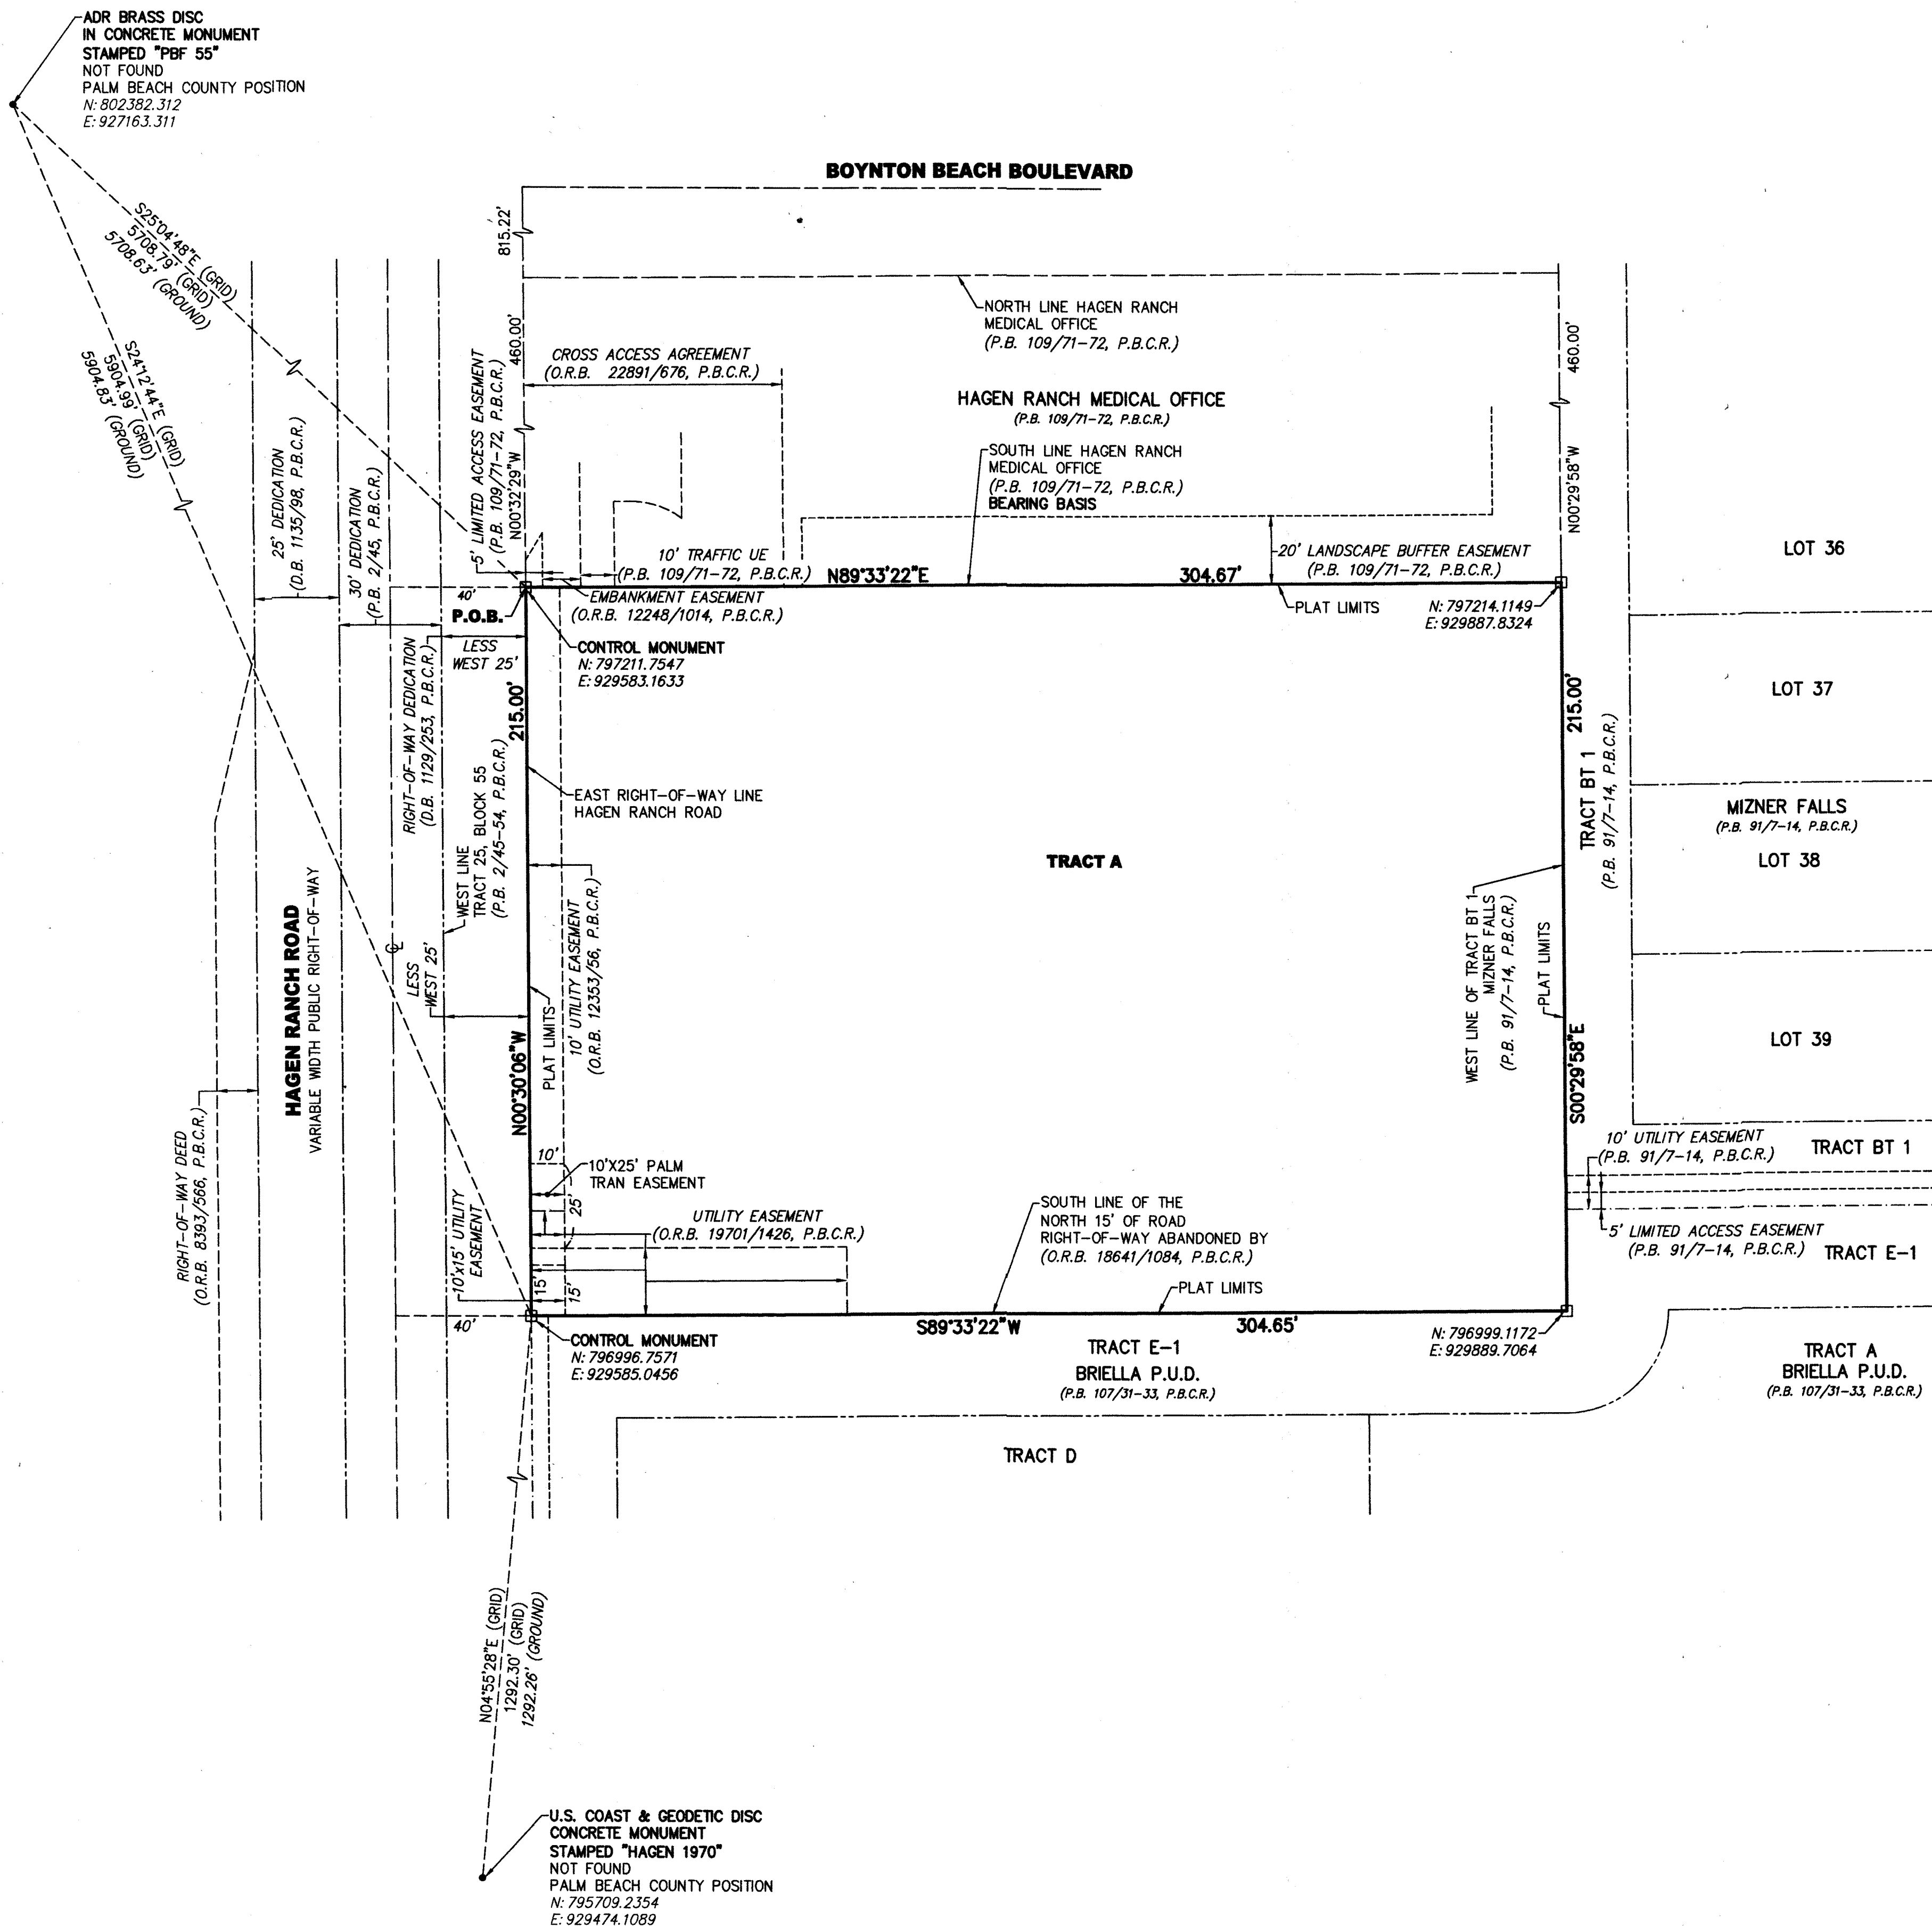 ADR BRASS DISC
IN CONCRETE MONUMENT
STAMPED "PBF 55"
NOT FOUND
PALM BEACH COUNTY POSITION
N: 802382.312
E: 927163.311
BOYNTON BEACH BOULEVARD
S25°04'48"E (GRID)
5708.79' (GRID)
5708.63' (GROUND)
S24°12'44"E (GRID)
5904.99' (GRID)
5904.83' (GROUND)
815.22'
460.00'
N00°32'29"W
5' LIMITED ACCESS EASEMENT
(P.B. 109/71-72, P.B.C.R.)
CROSS ACCESS AGREEMENT
(O.R.B. 22891/676, P.B.C.R.)
NORTH LINE HAGEN RANCH
MEDICAL OFFICE
(P.B. 109/71-72, P.B.C.R.)
HAGEN RANCH MEDICAL OFFICE
(P.B. 109/71-72, P.B.C.R.)
SOUTH LINE HAGEN RANCH
MEDICAL OFFICE
(P.B. 109/71-72, P.B.C.R.)
BEARING BASIS
460.00'
N00°29'58"W
25' DEDICATION
(D.B. 1135/98, P.B.C.R.)
30' DEDICATION
(P.B. 2/45, P.B.C.R.)
10' TRAFFIC UE
(P.B. 109/71-72, P.B.C.R.)
N89°33'22"E
304.67'
20' LANDSCAPE BUFFER EASEMENT
(P.B. 109/71-72, P.B.C.R.)
LOT 36
40'
P.O.B.
EMBANKMENT EASEMENT
(O.R.B. 12248/1014, P.B.C.R.)
PLAT LIMITS
N: 797214.1149
E: 929887.8324
LESS
WEST 25'
CONTROL MONUMENT
N: 797211.7547
E: 929583.1633
RIGHT-OF-WAY DEDICATION
(D.B. 1129/253, P.B.C.R.)
215.00'
WEST LINE
TRACT 25, BLOCK 55
(P.B. 2/45-54, P.B.C.R.)
EAST RIGHT-OF-WAY LINE
HAGEN RANCH ROAD
215.00'
TRACT BT 1
(P.B. 91/7-14, P.B.C.R.)
LOT 37
MIZNER FALLS
(P.B. 91/7-14, P.B.C.R.)
LOT 38
TRACT A
HAGEN RANCH ROAD
VARIABLE WIDTH PUBLIC RIGHT-OF-WAY
LESS
WEST 25'
N00°30'06"W
PLAT LIMITS
10' UTILITY EASEMENT
(O.R.B. 12353/56, P.B.C.R.)
WEST LINE OF TRACT BT 1
MIZNER FALLS
(P.B. 91/7-14, P.B.C.R.)
PLAT LIMITS
S00°29'58"E
LOT 39
RIGHT-OF-WAY DEED
(O.R.B. 8393/566, P.B.C.R.)
10'
10'X25' PALM
TRAN EASEMENT
25'
10' UTILITY EASEMENT
(P.B. 91/7-14, P.B.C.R.)
TRACT BT 1
10'x15' UTILITY
EASEMENT
UTILITY EASEMENT
(O.R.B. 19701/1426, P.B.C.R.)
SOUTH LINE OF THE
NORTH 15' OF ROAD
RIGHT-OF-WAY ABANDONED BY
(O.R.B. 18641/1084, P.B.C.R.)
5' LIMITED ACCESS EASEMENT
(P.B. 91/7-14, P.B.C.R.)
TRACT E-1
15'
15'
PLAT LIMITS
40'
S89°33'22"W
304.65'
CONTROL MONUMENT
N: 796996.7571
E: 929585.0456
TRACT E-1
BRIELLA P.U.D.
(P.B. 107/31-33, P.B.C.R.)
N: 796999.1172
E: 929889.7064
TRACT A
BRIELLA P.U.D.
(P.B. 107/31-33, P.B.C.R.)
TRACT D
N04°55'28"E (GRID)
1292.30' (GRID)
1292.26' (GROUND)
U.S. COAST & GEODETIC DISC
CONCRETE MONUMENT
STAMPED "HAGEN 1970"
NOT FOUND
PALM BEACH COUNTY POSITION
N: 795709.2354
E: 929474.1089